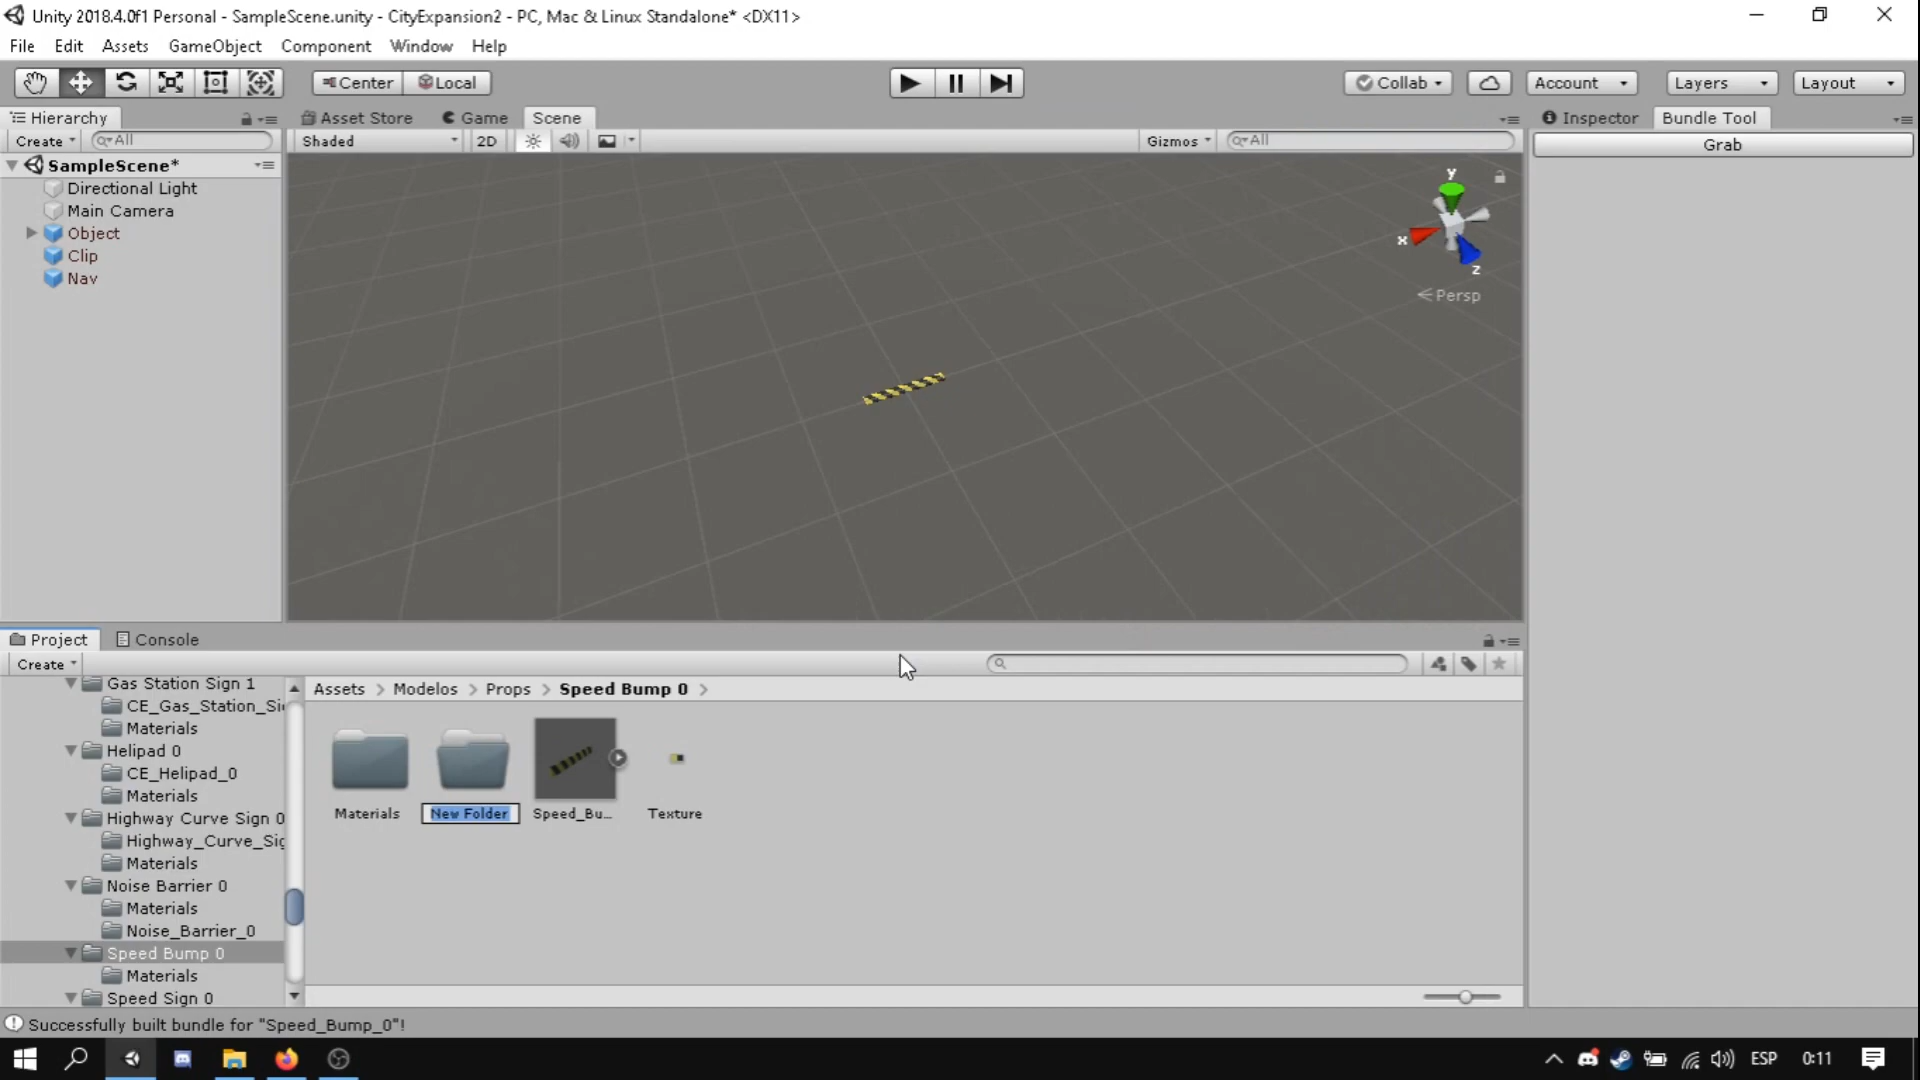 Unity 2018.4.0f1 Personal - SampleScene.unity - CityExpansion2 - PC, Mac & Linux Standalone* <DX11>
File Edit Assets GameObject Component Window Help
Center Local
Collab Account Layers Layout
Hierarchy
Create All
SampleScene*
Directional Light
Main Camera
Object
Clip
Nav
Asset Store Game Scene
Shaded 2D Gizmos All
y
x
z
Persp
Inspector Bundle Tool
Grab
Project Console
Create
Gas Station Sign 1
CE_Gas_Station_Si
Materials
Helipad 0
CE_Helipad_0
Materials
Highway Curve Sign 0
Highway_Curve_Sig
Materials
Noise Barrier 0
Materials
Noise_Barrier_0
Speed Bump 0
Materials
Speed Sign 0
Assets > Modelos > Props > Speed Bump 0 >
Materials New Folder Speed_Bu... Texture
Successfully built bundle for "Speed_Bump_0"!
ESP 0:11